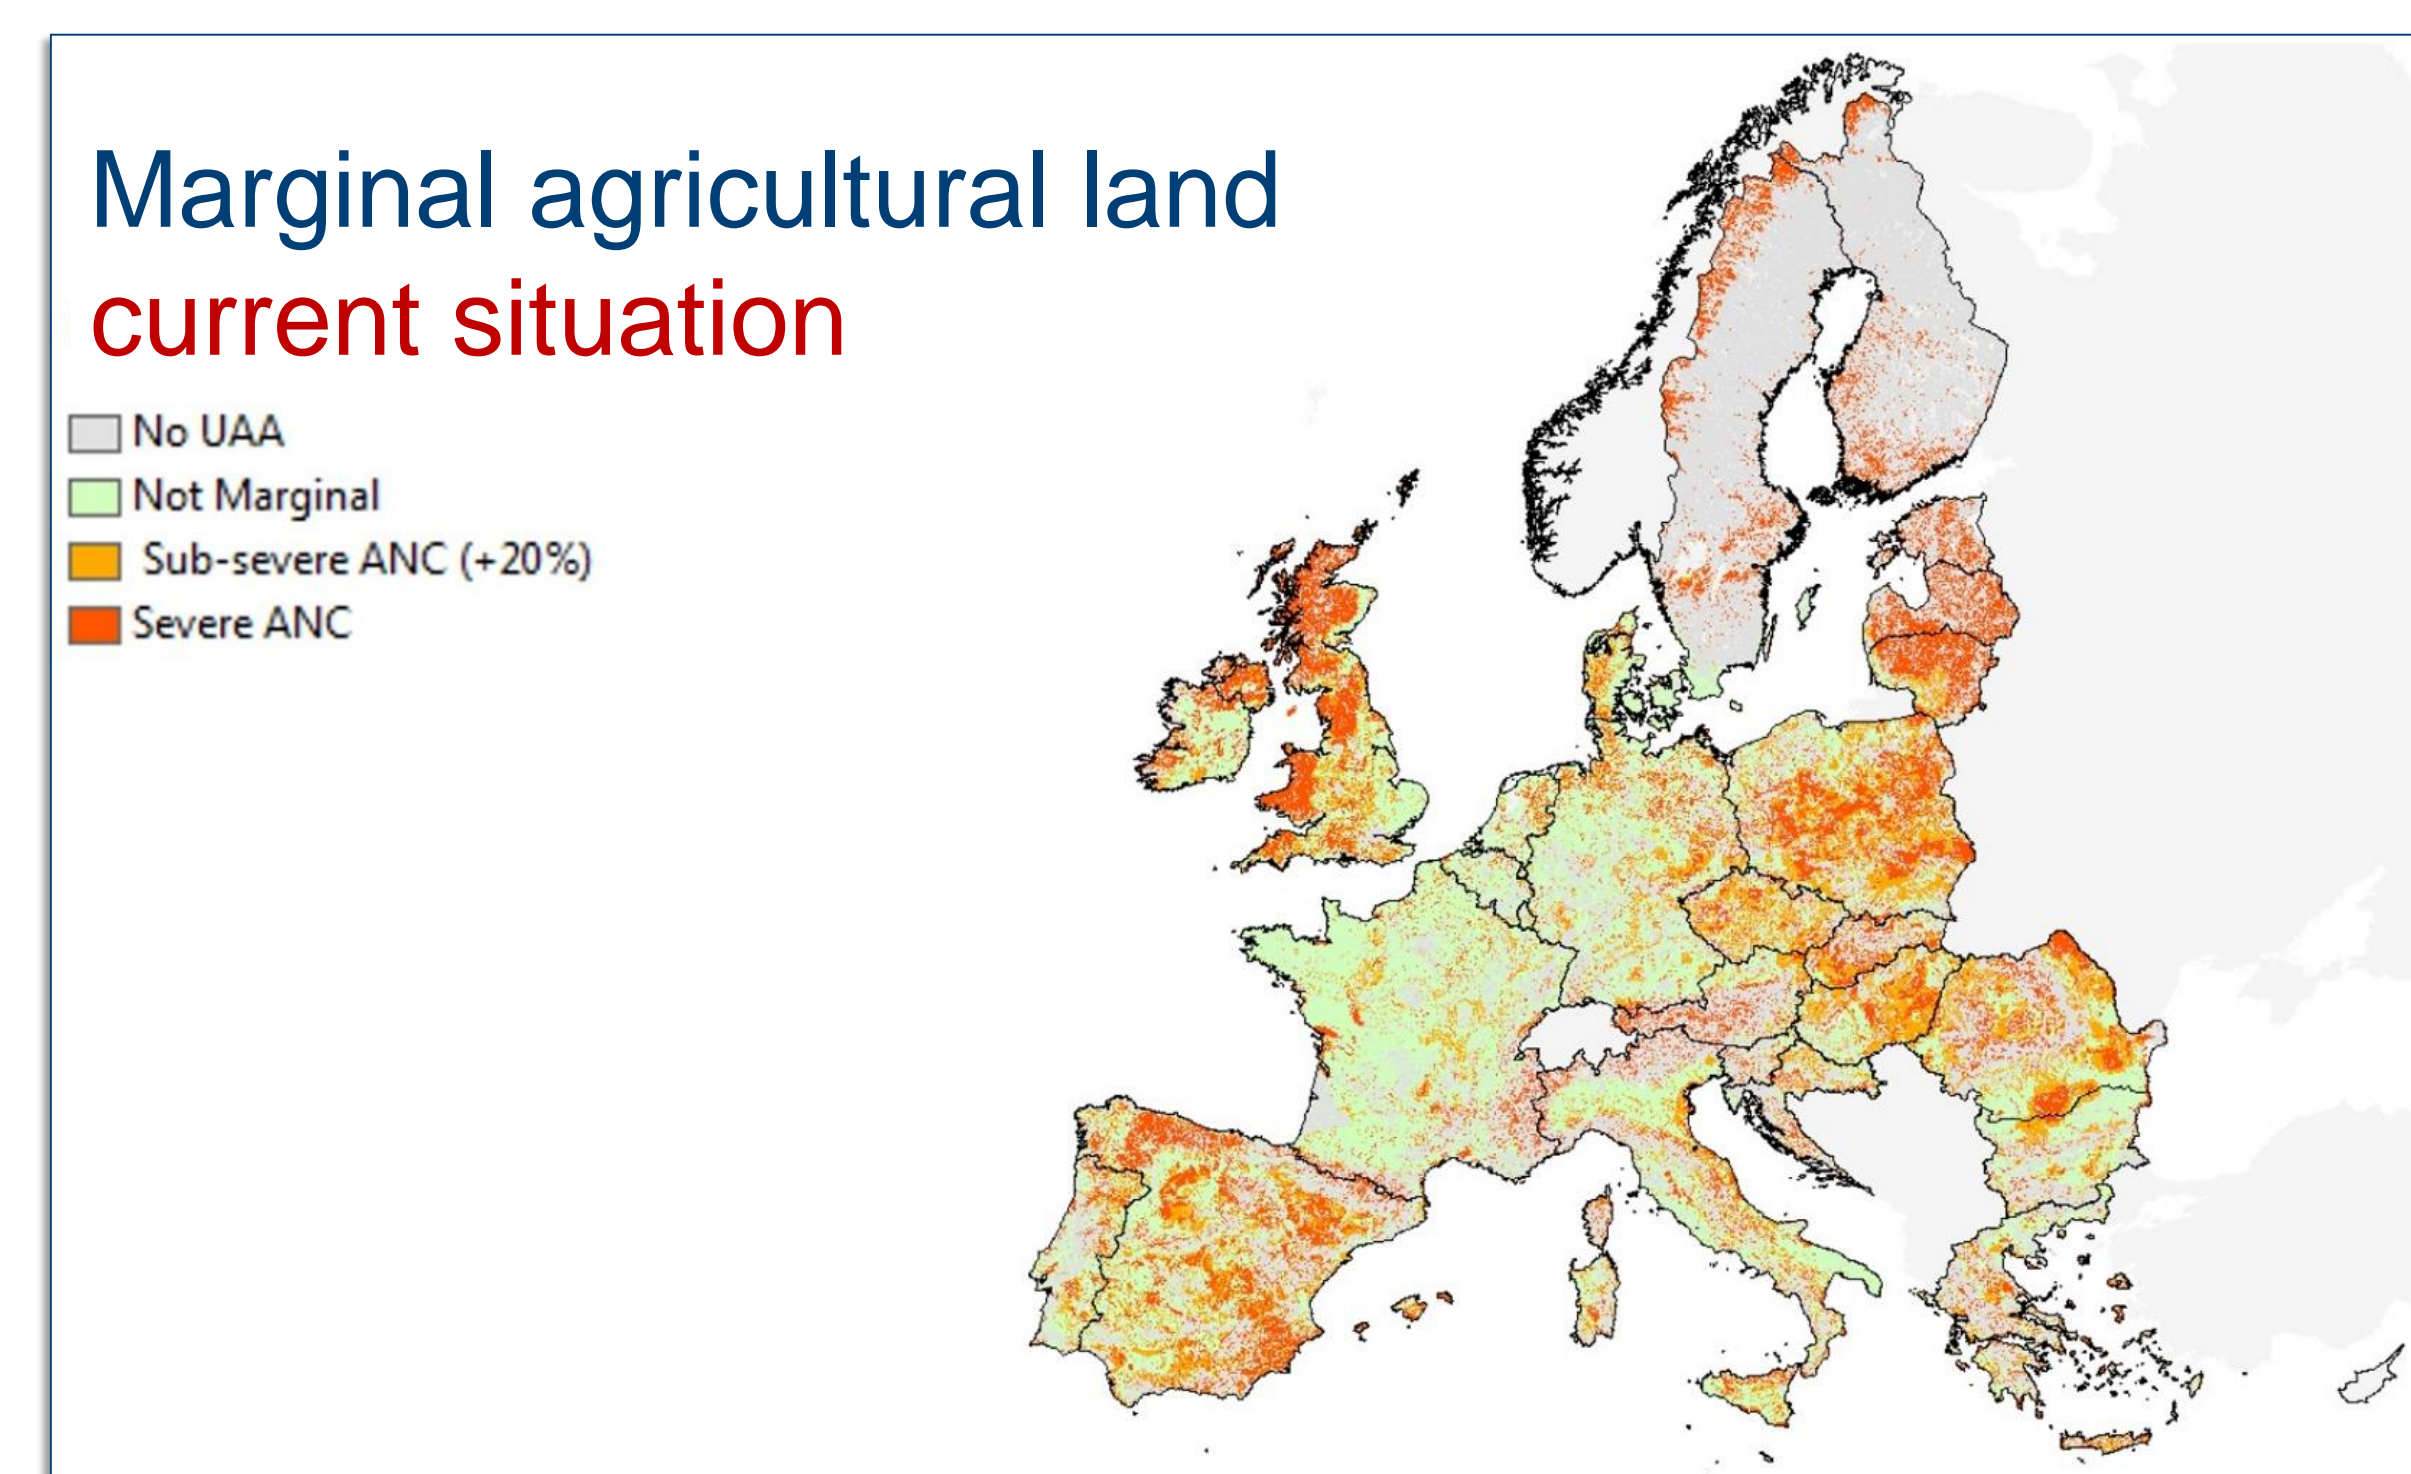 Marginal agricultural land
current situation
No UAA
Not Marginal
Sub-severe ANC (+20%)
Severe ANC